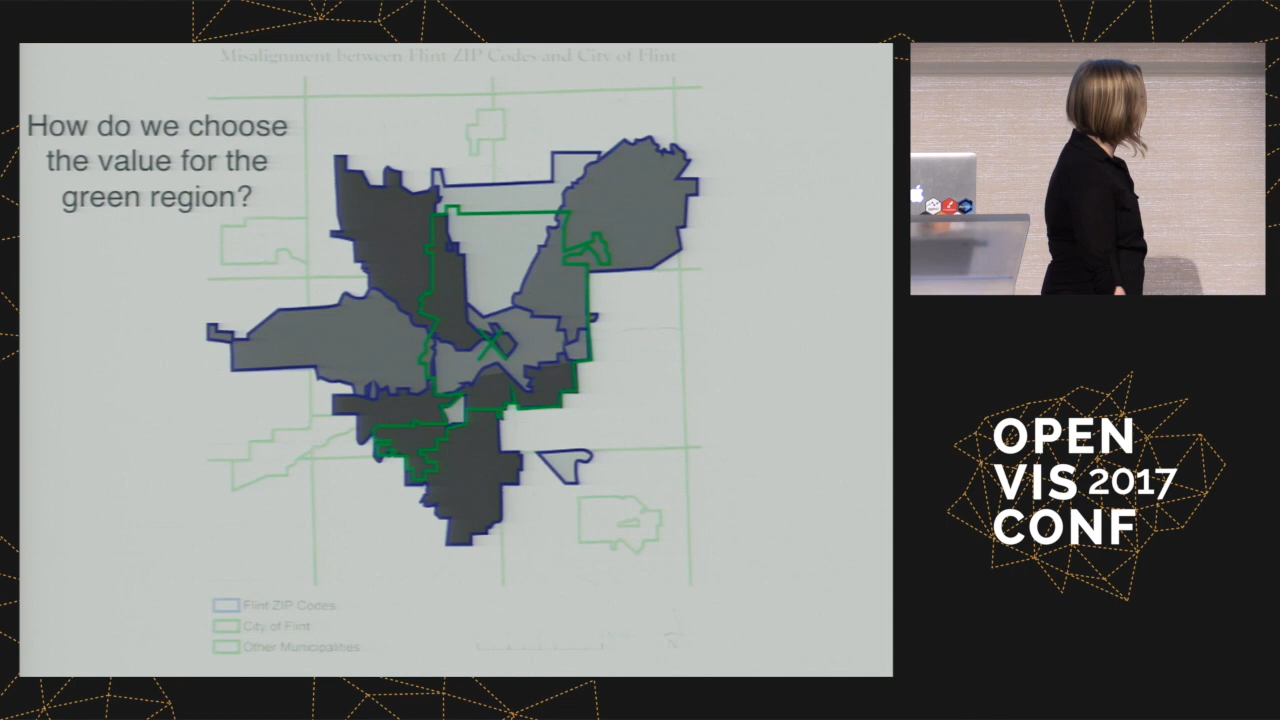 Misalignment between Flint ZIP Codes and City of Flint
How do we choose
the value for the
green region?
Flint ZIP Codes
City of Flint
Other Municipalities
N
OPEN
VIS 2017
CONF